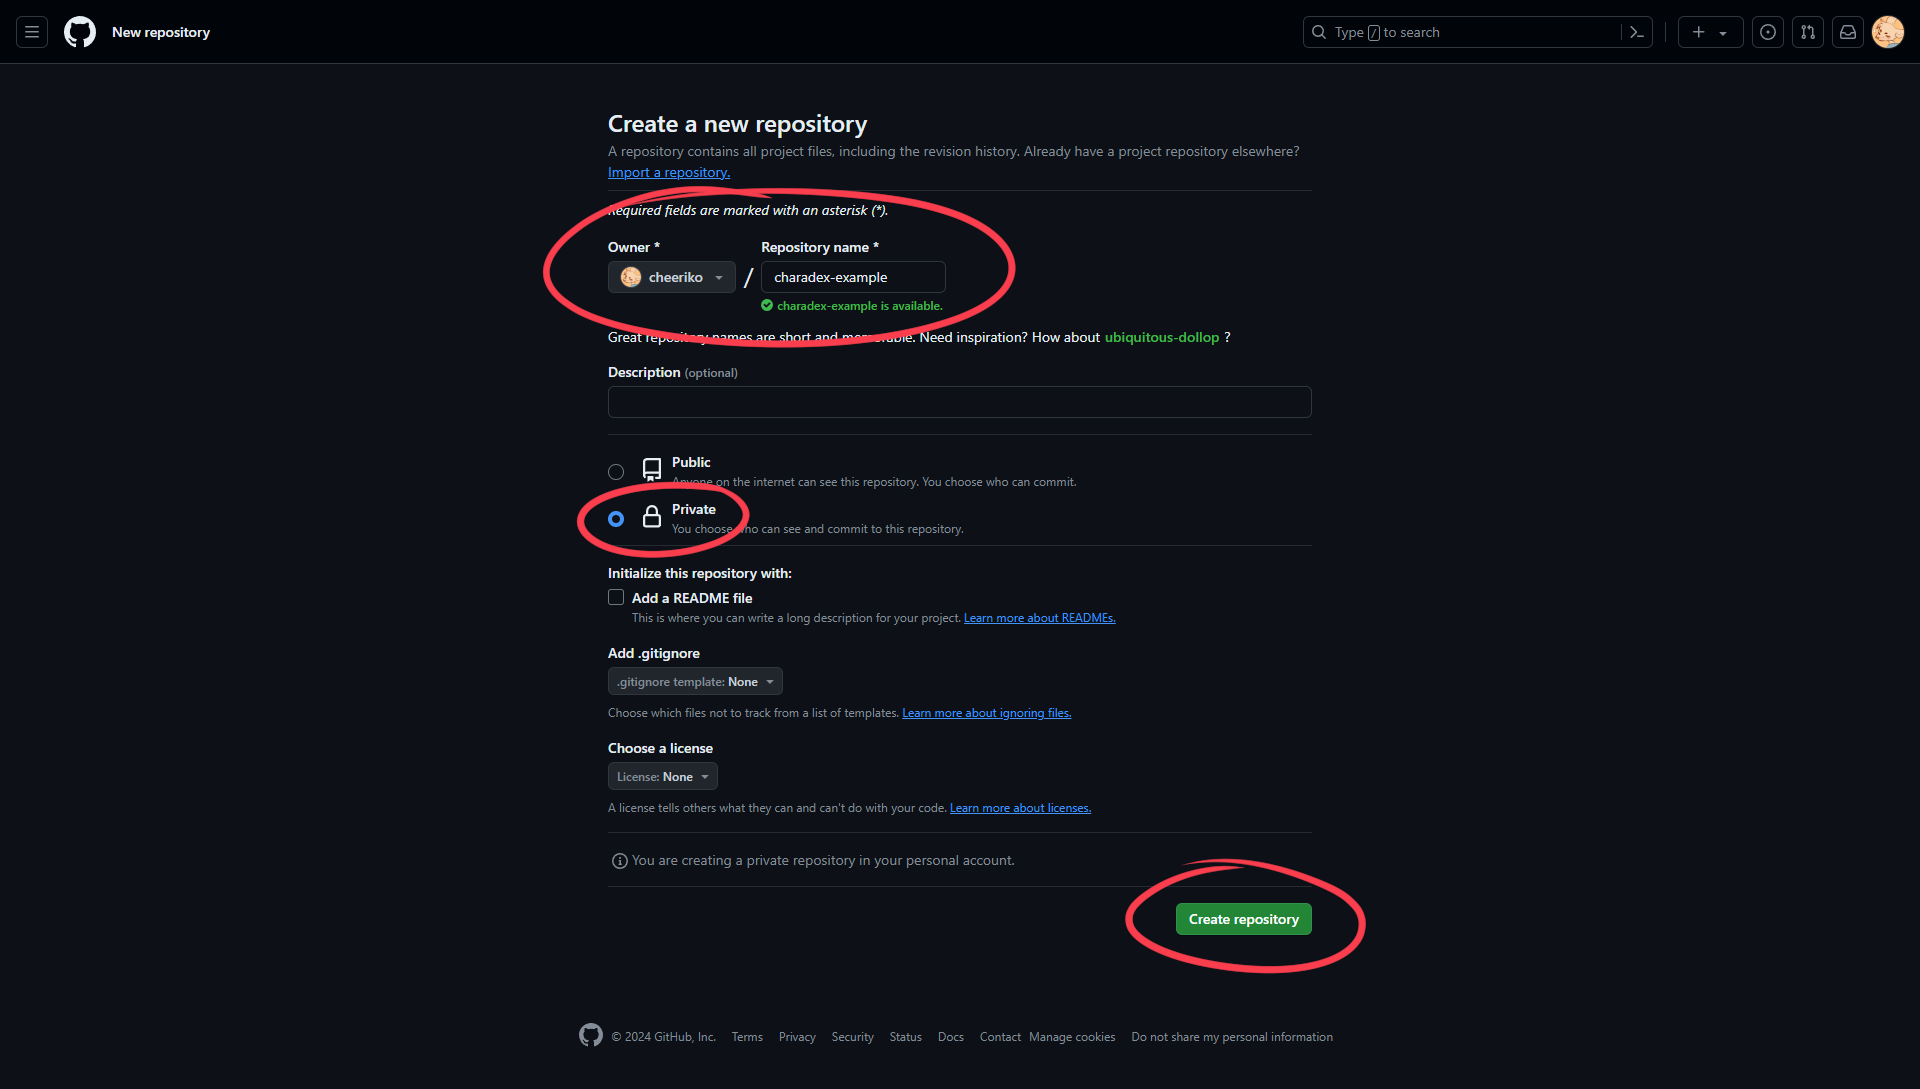 New repository
Type / to search
Create a new repository
A repository contains all project files, including the revision history. Already have a project repository elsewhere?
Import a repository.
Required fields are marked with an asterisk (*).
Owner * Repository name *
cheeriko / charadex-example
charadex-example is available.
Great repository names are short and memorable. Need inspiration? How about ubiquitous-dollop ?
Description (optional)
Public
Anyone on the internet can see this repository. You choose who can commit.
Private
You choose who can see and commit to this repository.
Initialize this repository with:
Add a README file
This is where you can write a long description for your project. Learn more about READMEs.
Add .gitignore
.gitignore template: None
Choose which files not to track from a list of templates. Learn more about ignoring files.
Choose a license
License: None
A license tells others what they can and can't do with your code. Learn more about licenses.
You are creating a private repository in your personal account.
Create repository
© 2024 GitHub, Inc. Terms Privacy Security Status Docs Contact Manage cookies Do not share my personal information